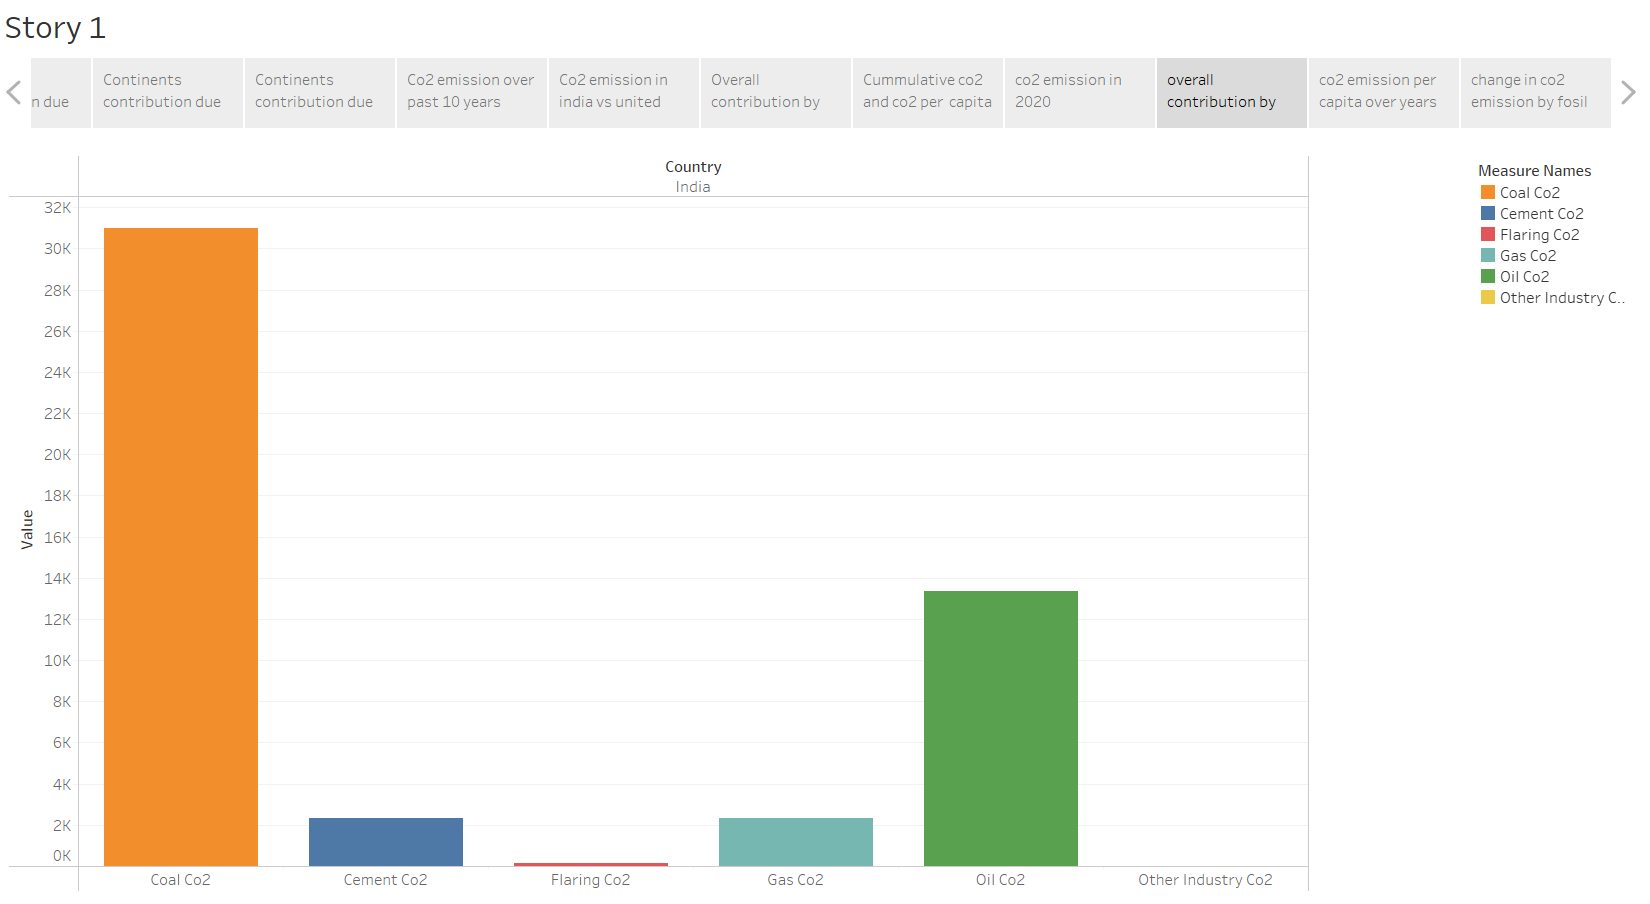 Story 1
n due
Continents
contribution due
Continents
contribution due
Co2 emission over
past 10 years
Co2 emission in
india vs united
Overall
contribution by
Cummulative co2
and co2 per capita
co2 emission in
2020
overall
contribution by
co2 emission per
capita over years
change in co2
emission by fosil
Country
India
32K
30K
28K
26K
24K
22K
20K
18K
16K
14K
12K
10K
8K
6K
4K
2K
0K
Value
Coal Co2
Cement Co2
Flaring Co2
Gas Co2
Oil Co2
Other Industry Co2
Measure Names
Coal Co2
Cement Co2
Flaring Co2
Gas Co2
Oil Co2
Other Industry C..